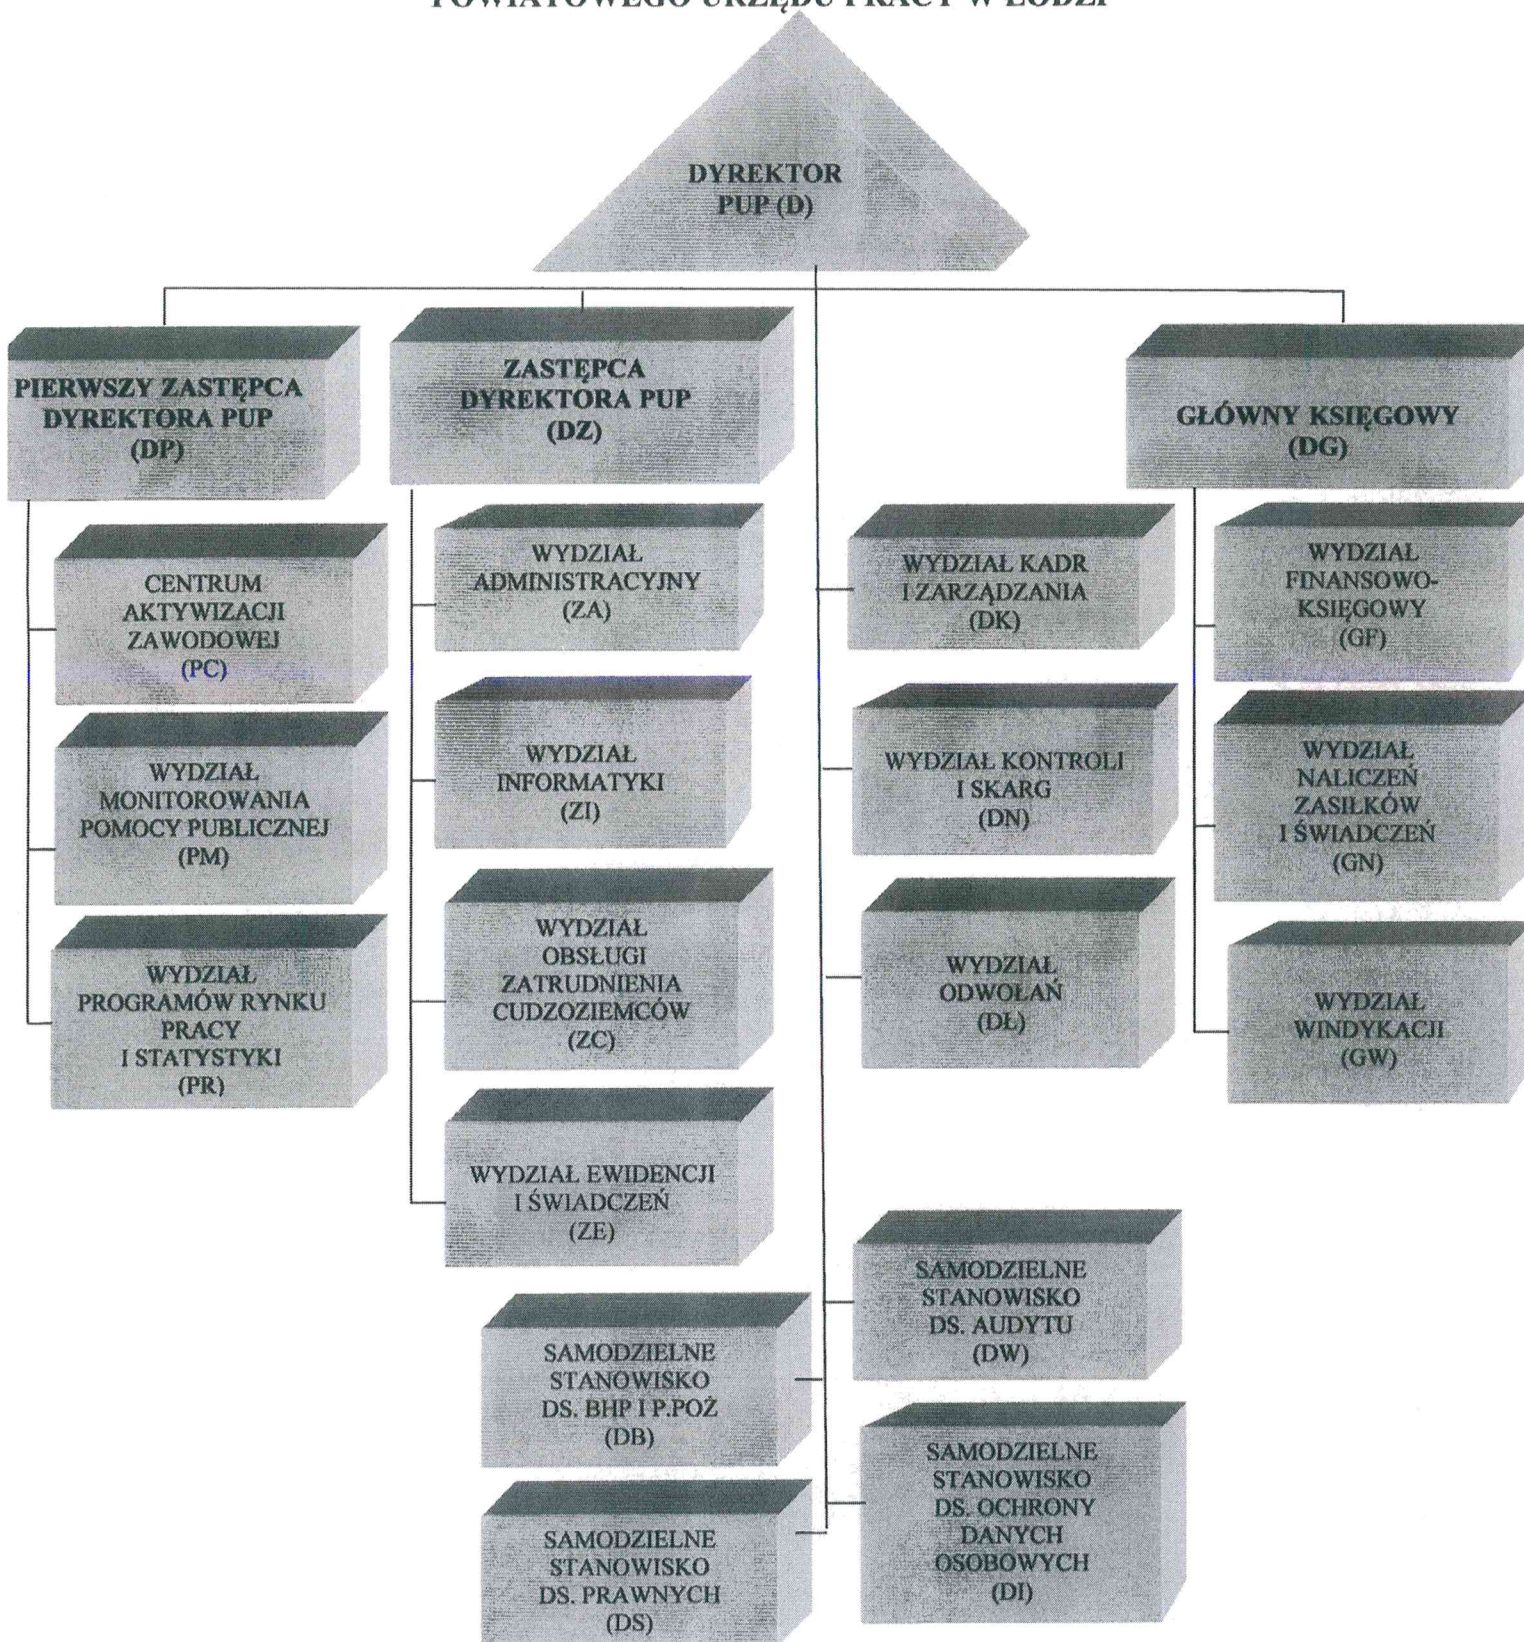 POWIATOWEGO URZĘDU PRACY W ŁODZI
DYREKTOR
PUP (D)
PIERWSZY ZASTĘPCA
DYREKTORA PUP
(DP)
ZASTĘPCA
DYREKTORA PUP
(DZ)
GŁÓWNY KSIĘGOWY
(DG)
CENTRUM
AKTYWIZACJI
ZAWODOWEJ
(PC)
WYDZIAŁ
MONITOROWANIA
POMOCY PUBLICZNEJ
(PM)
WYDZIAŁ
PROGRAMÓW RYNKU
PRACY
I STATYSTYKI
(PR)
WYDZIAŁ
ADMINISTRACYJNY
(ZA)
WYDZIAŁ
INFORMATYKI
(ZI)
WYDZIAŁ
OBSŁUGI
ZATRUDNIENIA
CUDZOZIEMCÓW
(ZC)
WYDZIAŁ EWIDENCJI
I ŚWIADCZEŃ
(ZE)
WYDZIAŁ KADR
I ZARZĄDZANIA
(DK)
WYDZIAŁ KONTROLI
I SKARG
(DN)
WYDZIAŁ
ODWOŁAŃ
(DŁ)
WYDZIAŁ
FINANSOWO-
KSIĘGOWY
(GF)
WYDZIAŁ
NALICZEŃ
ZASIŁKÓW
I ŚWIADCZEŃ
(GN)
WYDZIAŁ
WINDYKACJI
(GW)
SAMODZIELNE
STANOWISKO
DS. AUDYTU
(DW)
SAMODZIELNE
STANOWISKO
DS. BHP I P.POŻ
(DB)
SAMODZIELNE
STANOWISKO
DS. OCHRONY
DANYCH
OSOBOWYCH
(DI)
SAMODZIELNE
STANOWISKO
DS. PRAWNYCH
(DS)